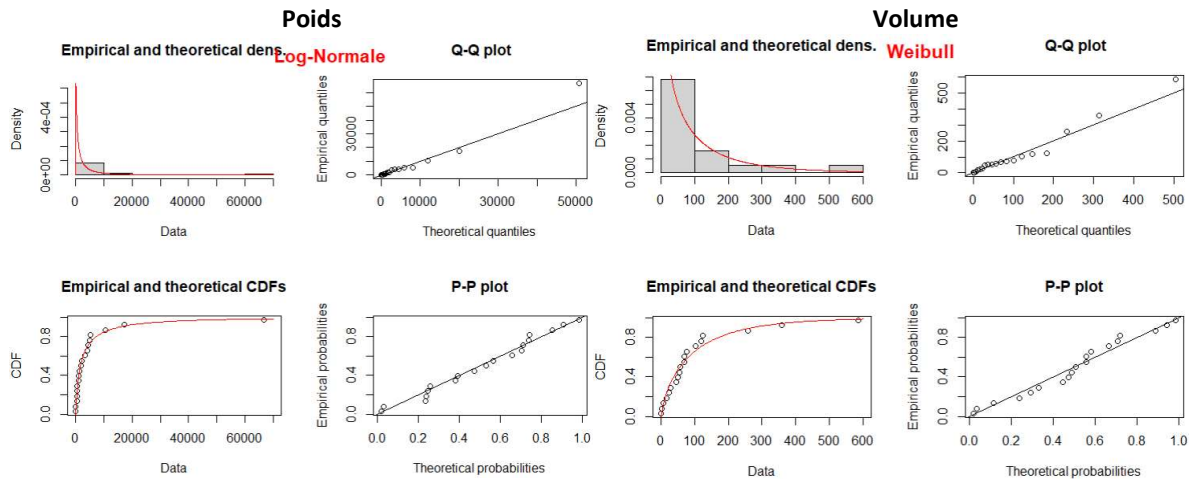 Poids
Volume
Log-Normale
Weibull
Empirical and theoretical dens.
Density
0e+00
4e-04
0 20000 40000 60000
Data
Q-Q plot
Empirical quantiles
0
30000
0 10000 30000 50000
Theoretical quantiles
Empirical and theoretical dens.
Density
0.000
0.004
0 100 200 300 400 500 600
Data
Q-Q plot
Empirical quantiles
0
200
500
0 100 200 300 400 500
Theoretical quantiles
Empirical and theoretical CDFs
CDF
0.0
0.4
0.8
0 20000 40000 60000
Data
P-P plot
Empirical probabilities
0.0
0.4
0.8
0.0 0.2 0.4 0.6 0.8 1.0
Theoretical probabilities
Empirical and theoretical CDFs
CDF
0.0
0.4
0.8
0 100 200 300 400 500 600
Data
P-P plot
Empirical probabilities
0.0
0.4
0.8
0.0 0.2 0.4 0.6 0.8 1.0
Theoretical probabilities